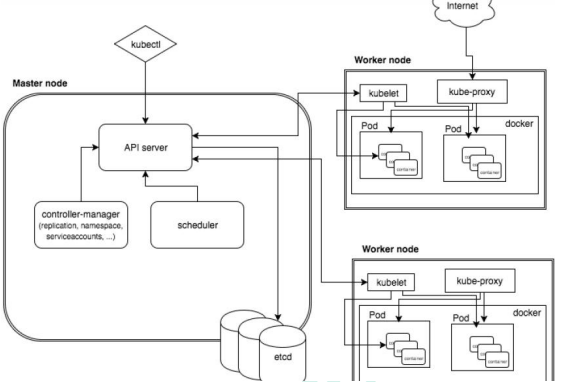 Internet
kubectl
Master node
Worker node
kubelet
kube-proxy
docker
Pod
Pod
container
container
API server
controller-manager
(replication, namespace,
serviceaccounts, ...)
scheduler
Worker node
kubelet
kube-proxy
docker
Pod
Pod
container
container
etcd